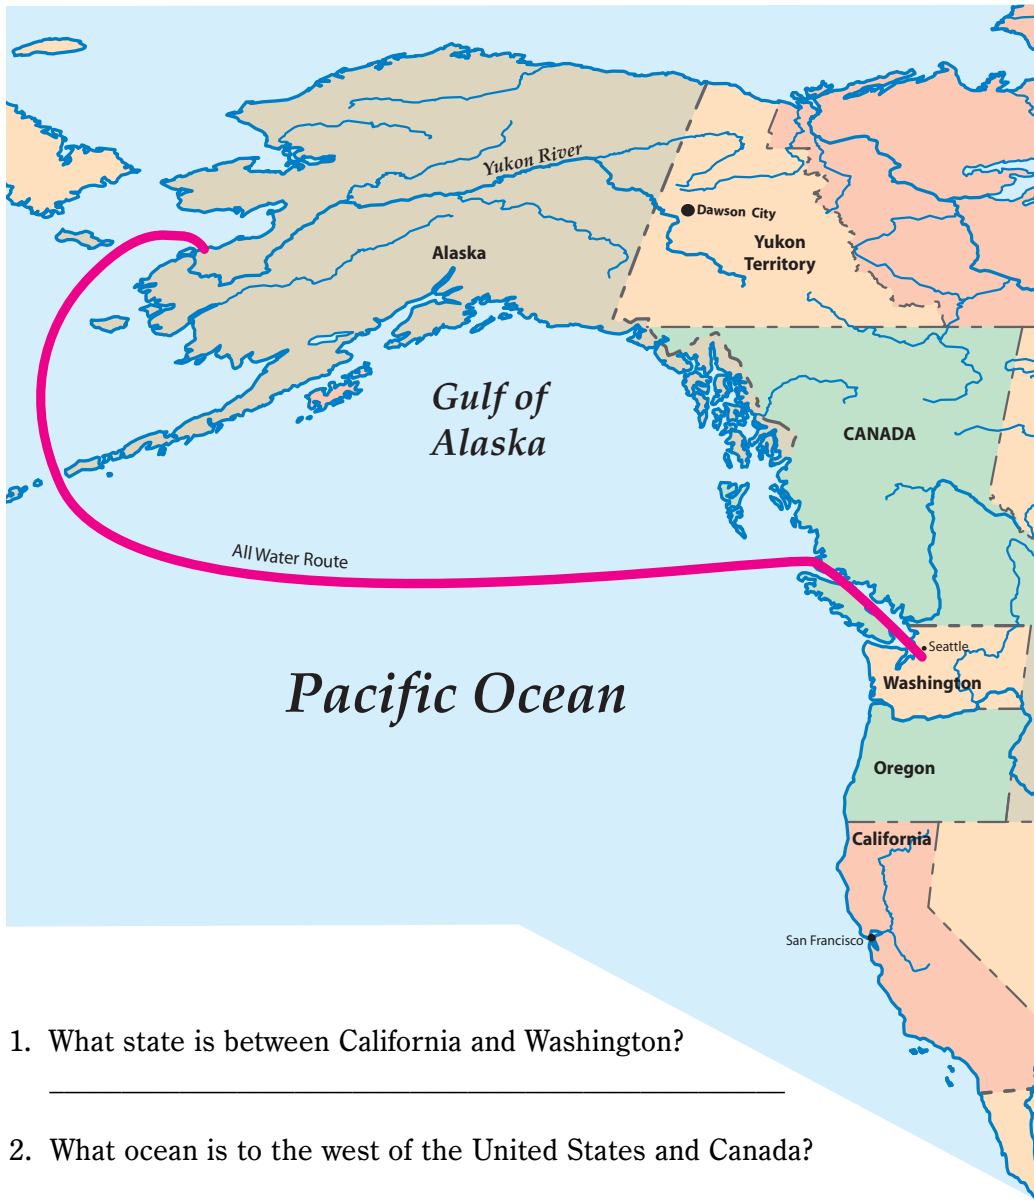 Yukon River
Dawson City
Yukon
Territory
Alaska
Gulf of
Alaska
CANADA
All Water Route
Seattle
Washington
Pacific Ocean
Oregon
California
San Francisco
1. What state is between California and Washington?
2. What ocean is to the west of the United States and Canada?